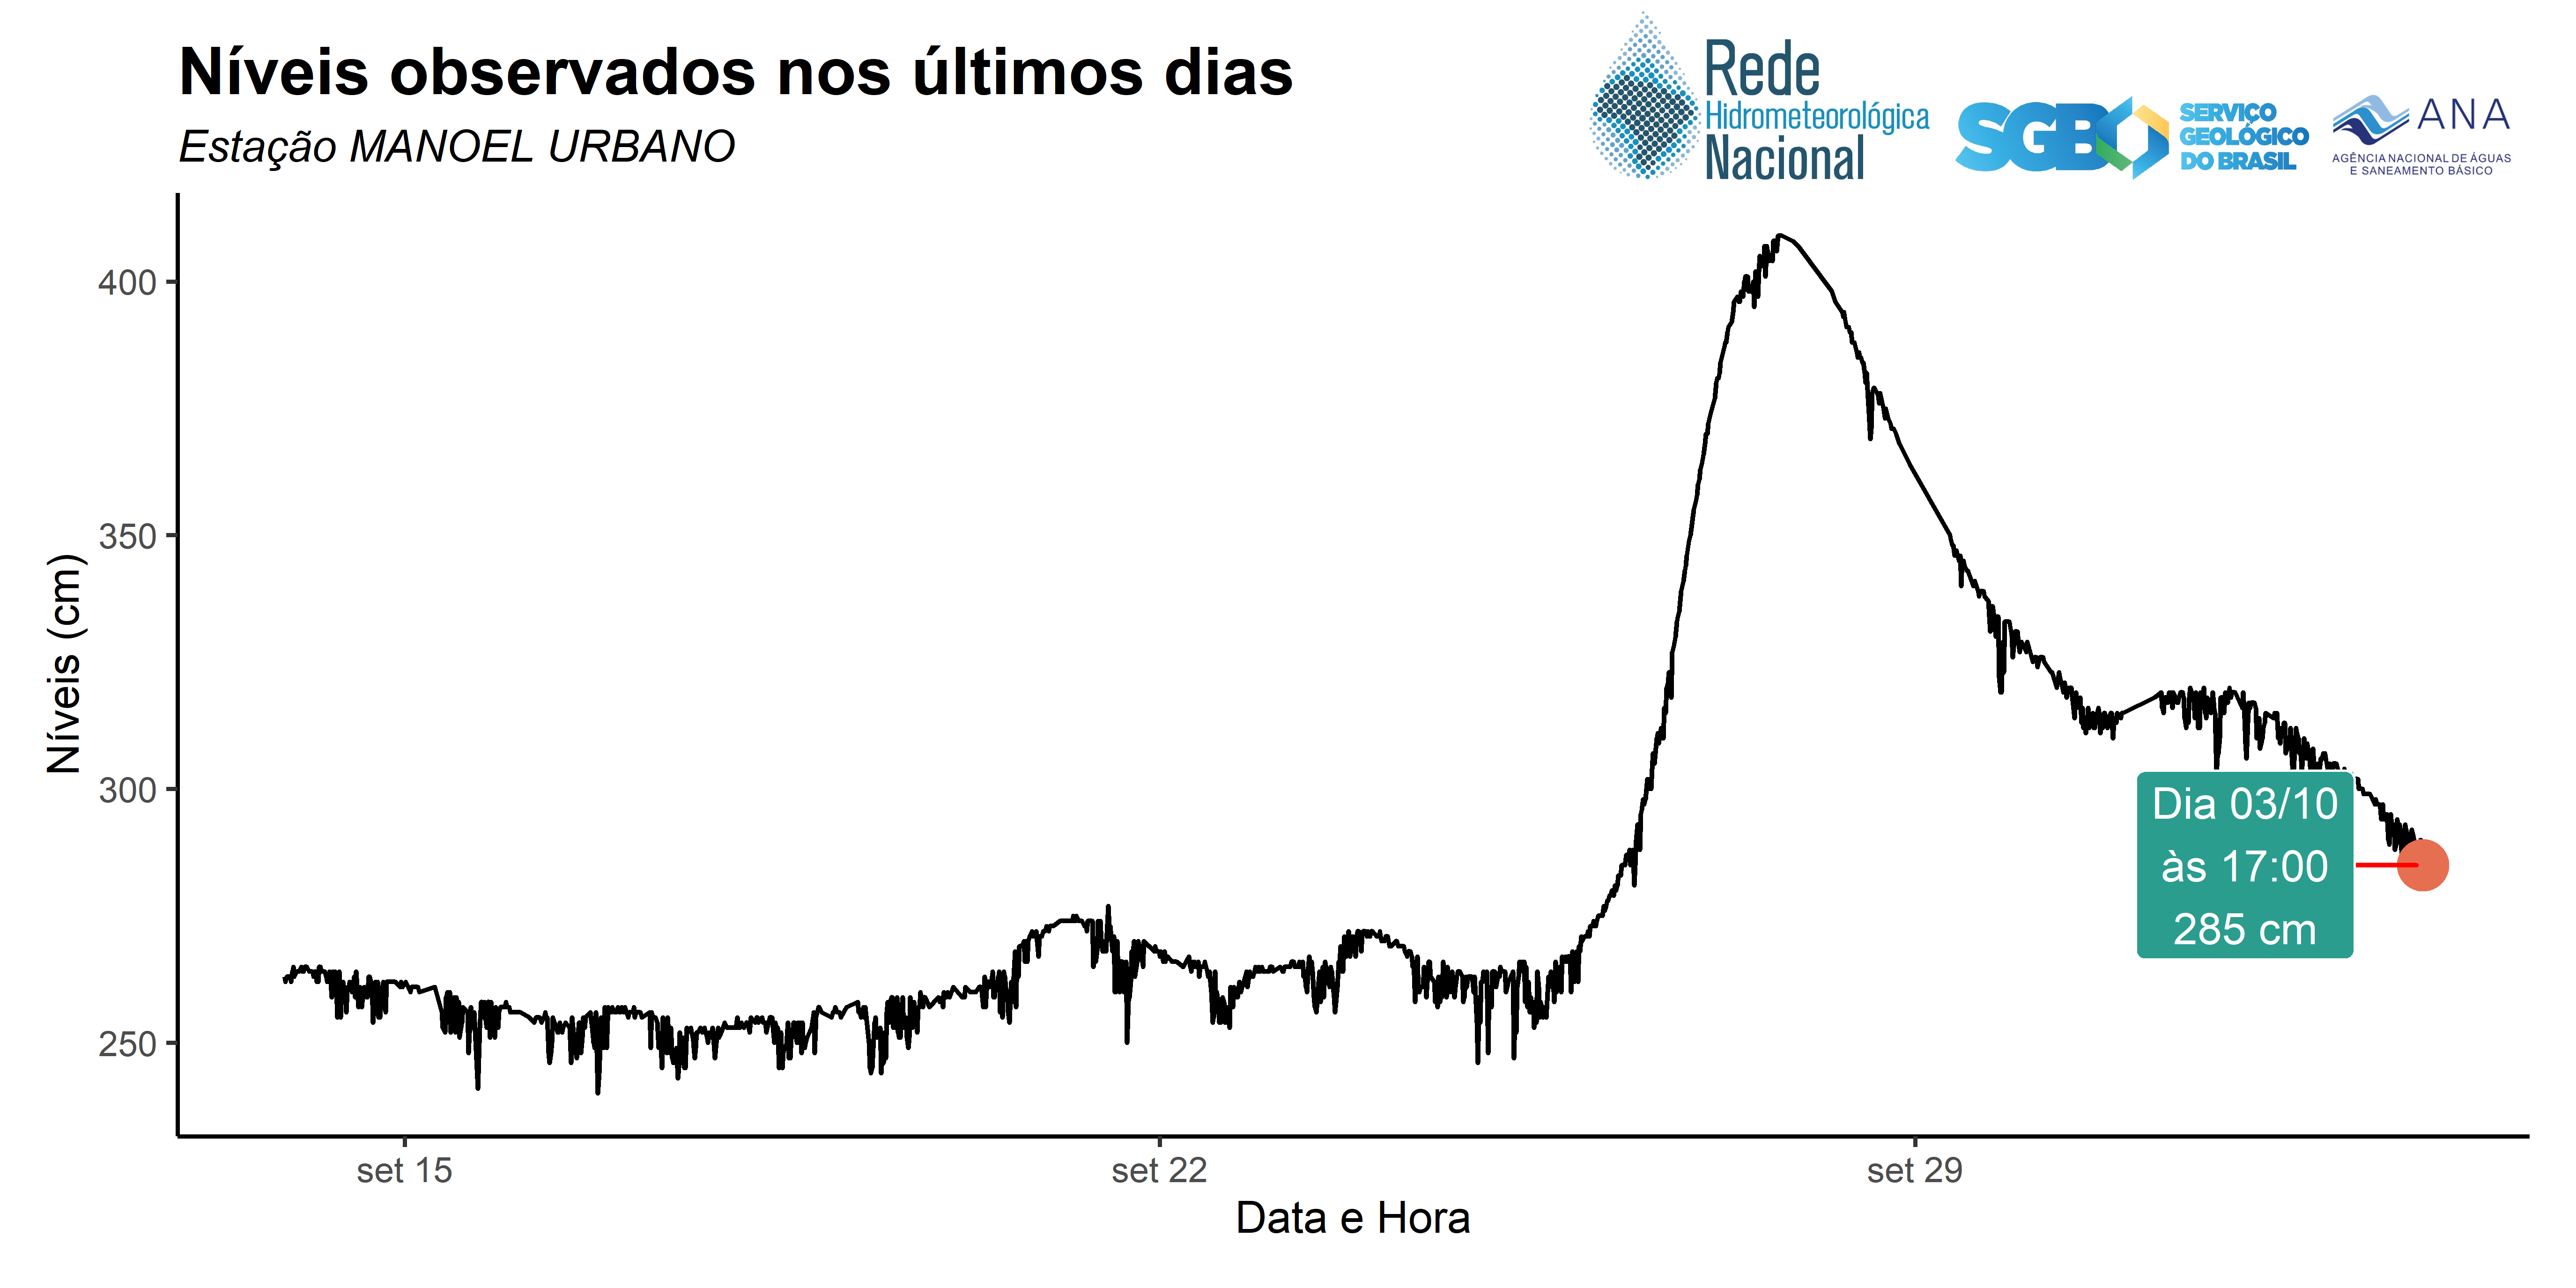 Níveis observados nos últimos dias
Estação MANOEL URBANO
Rede
Hidrometeorológica
Nacional
SGB
SERVIÇO
GEOLÓGICO
DO BRASIL
ANA
AGÊNCIA NACIONAL DE ÁGUAS
E SANEAMENTO BÁSICO
Níveis (cm)
400
350
300
250
Dia 03/10
às 17:00
285 cm
set 15
set 22
set 29
Data e Hora